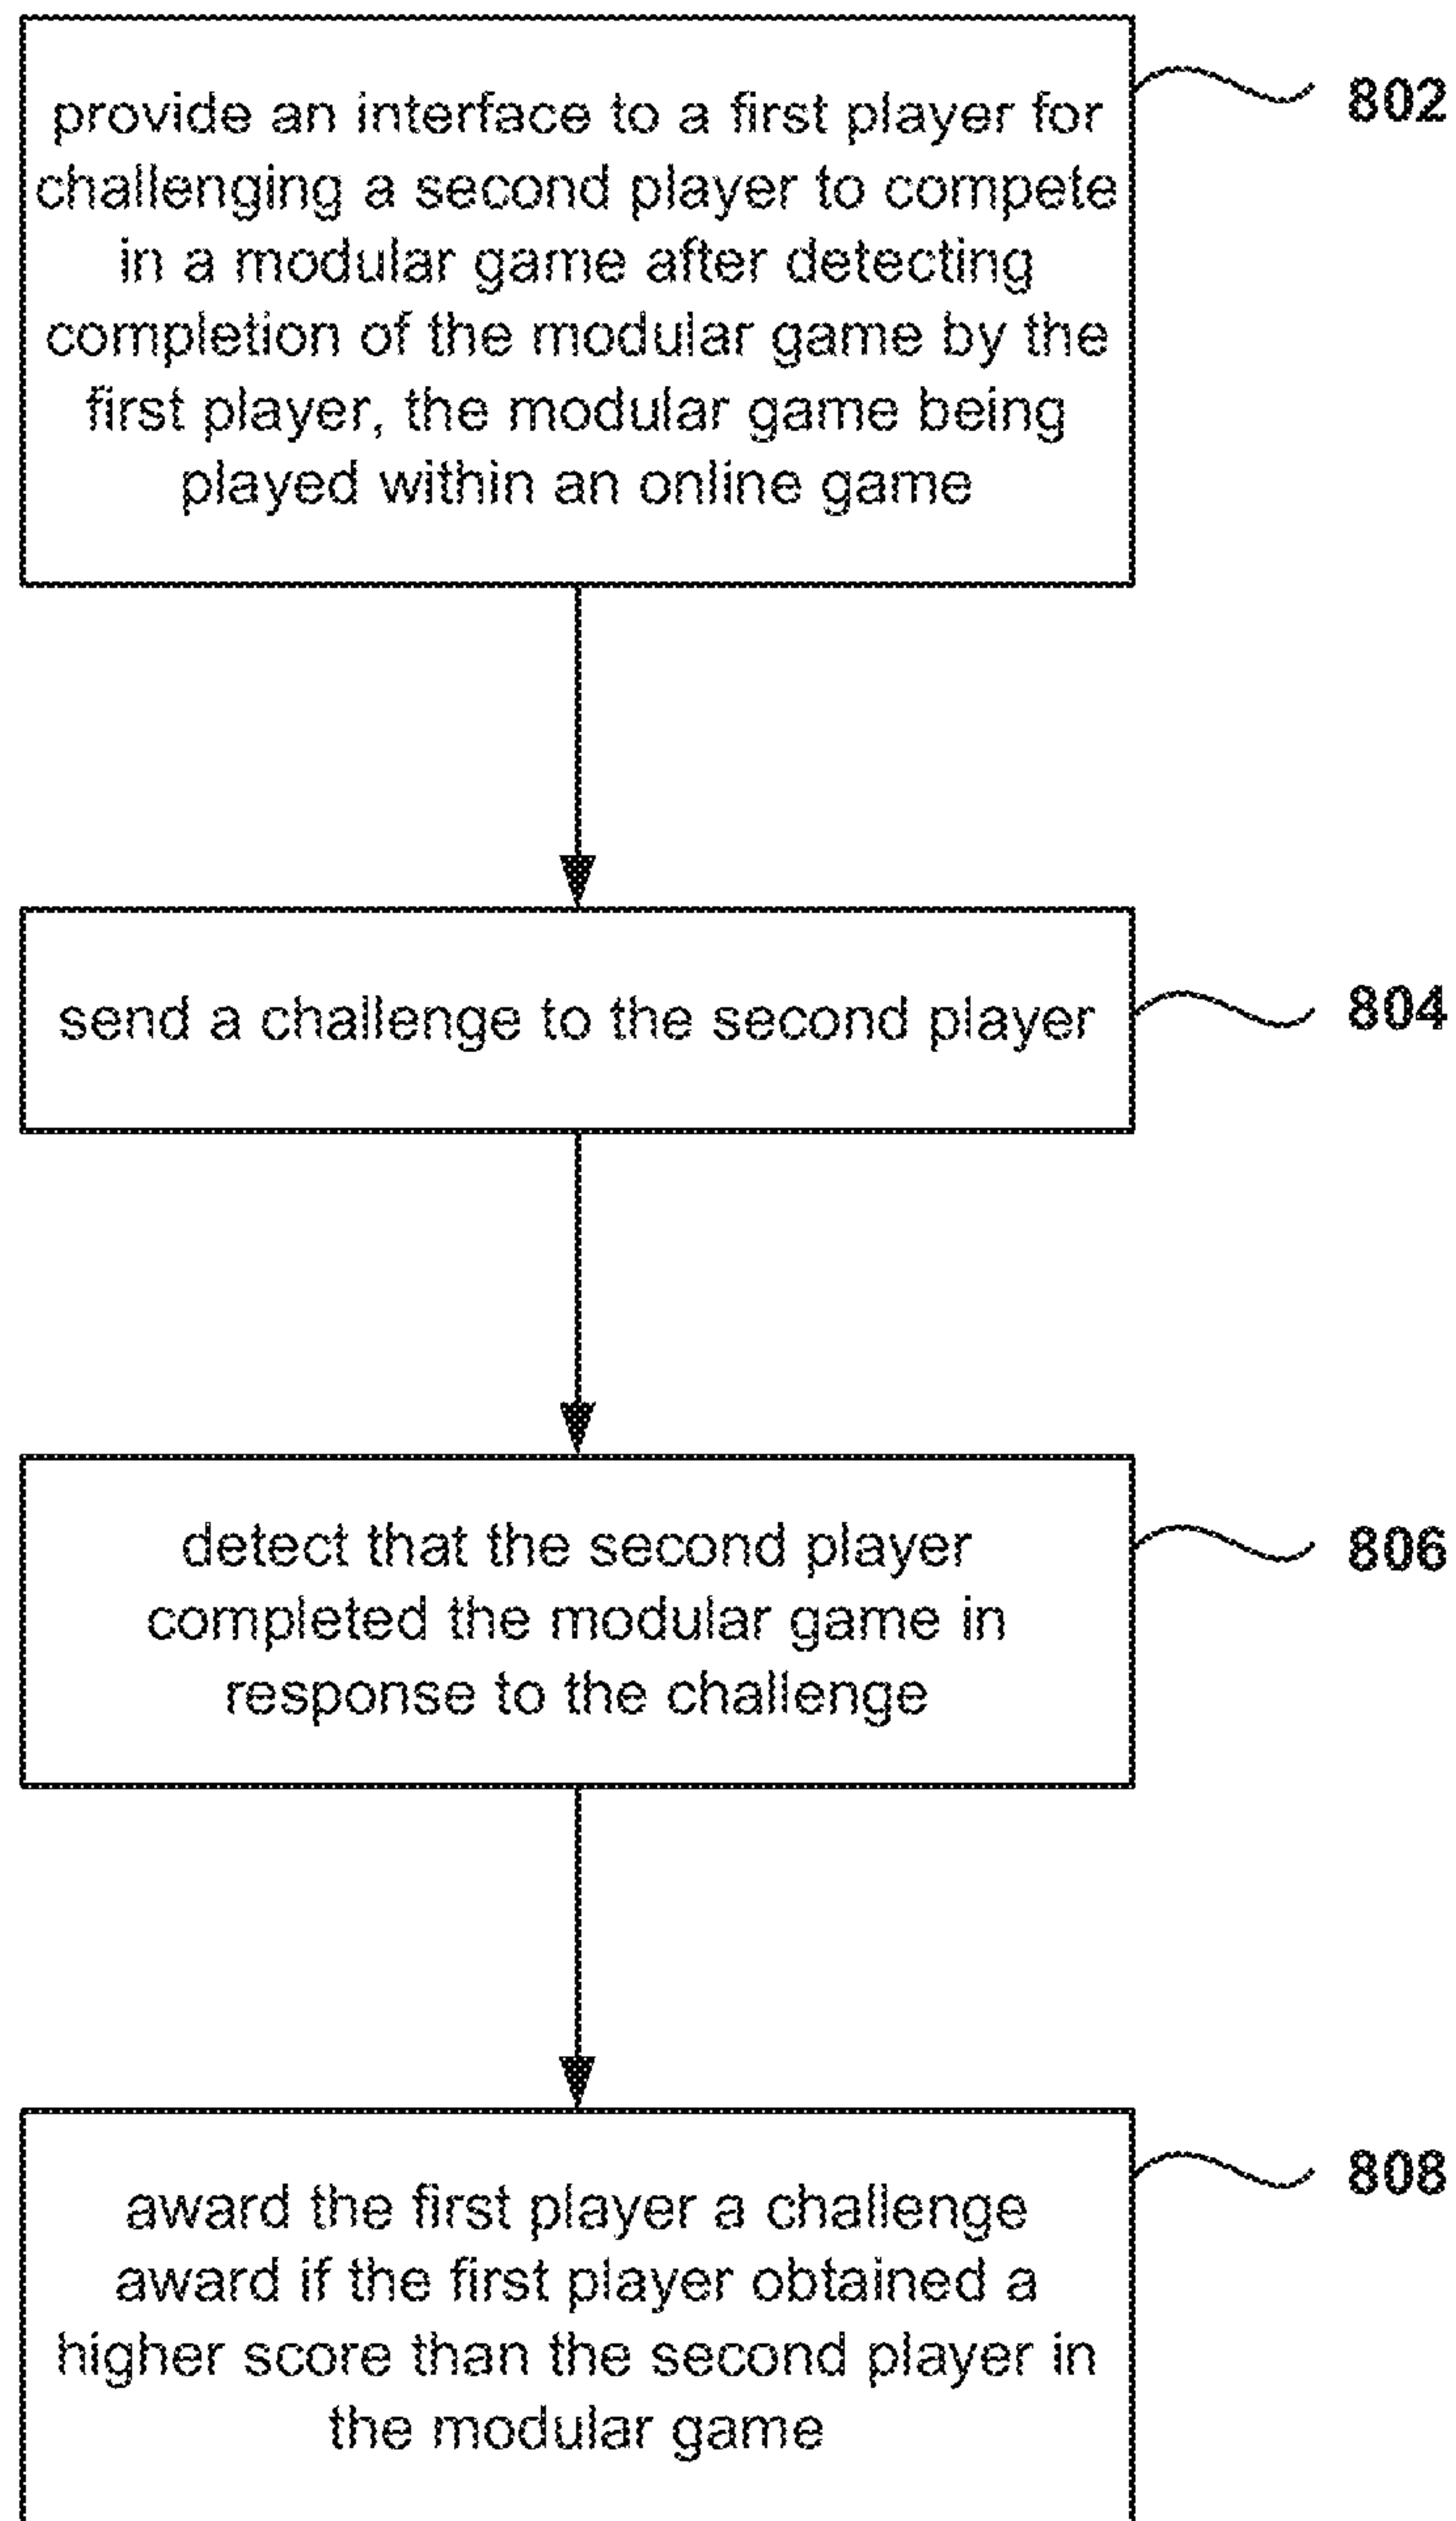 provide an interface to a first player for
challenging a second player to compete
in a modular game after detecting
completion of the modular game by the
first player, the modular game being
played within an online game
802
send a challenge to the second player
804
detect that the second player
completed the modular game in
response to the challenge
806
award the first player a challenge
award if the first player obtained a
higher score than the second player in
the modular game
808